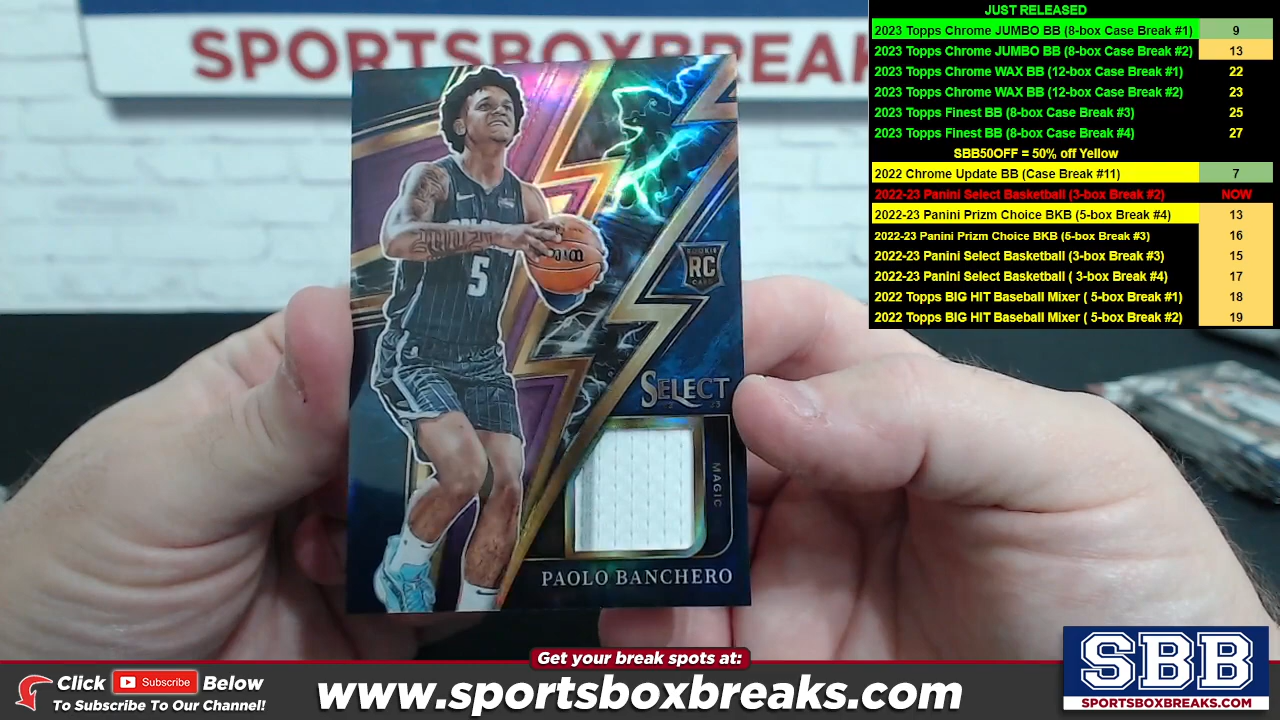 SPORTSBOXBREAKS
JUST RELEASED
2023 Topps Chrome JUMBO BB (8-box Case Break #1) 9
2023 Topps Chrome JUMBO BB (8-box Case Break #2) 13
2023 Topps Chrome WAX BB (12-box Case Break #1) 22
2023 Topps Chrome WAX BB (12-box Case Break #2) 23
2023 Topps Finest BB (8-box Case Break #3) 25
2023 Topps Finest BB (8-box Case Break #4) 27
SBB50OFF = 50% off Yellow
2022 Chrome Update BB (Case Break #11) 7
2022-23 Panini Select Basketball (3-box Break #2) NOW
2022-23 Panini Prizm Choice BKB (5-box Break #4) 13
2022-23 Panini Prizm Choice BKB (5-box Break #3) 16
2022-23 Panini Select Basketball (3-box Break #3) 15
2022-23 Panini Select Basketball ( 3-box Break #4) 17
2022 Topps BIG HIT Baseball Mixer ( 5-box Break #1) 18
2022 Topps BIG HIT Baseball Mixer ( 5-box Break #2) 19
5
ROOKIE
RC
CARD
SELECT
MAGIC
PAOLO BANCHERO
Get your break spots at:
Click Subscribe Below
To Subscribe To Our Channel!
www.sportsboxbreaks.com
SBB
SPORTSBOXBREAKS.COM